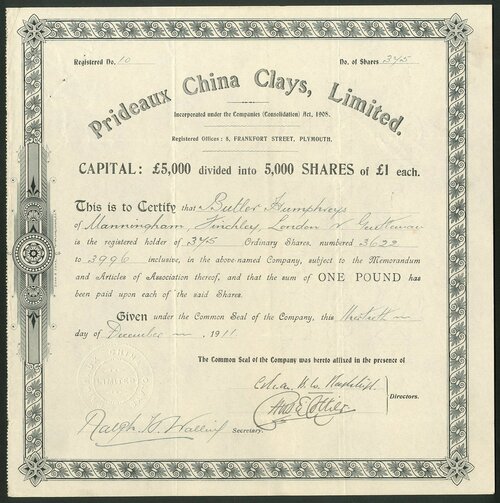 Registered No. 10 No. of Shares 375
Prideaux China Clays, Limited.
Incorporated under the Companies (Consolidation) Act, 1908.
Registered Offices: 8, FRANKFORT STREET, PLYMOUTH.
CAPITAL: £5,000 divided into 5,000 SHARES of £1 each.
This is to Certify that Butler Humphreys
of Manningham, Finchley, London N. Gentleman
is the registered holder of 375 Ordinary Shares, numbered 3622
to 3996 inclusive, in the above-named Company, subject to the Memorandum
and Articles of Association thereof, and that the sum of ONE POUND has
been paid upon each of the said Shares.
Given under the Common Seal of the Company, this
day of December 1911.
The Common Seal of the Company was hereto affixed in the presence of
Directors.
Ralph Secretary.
LIMITED